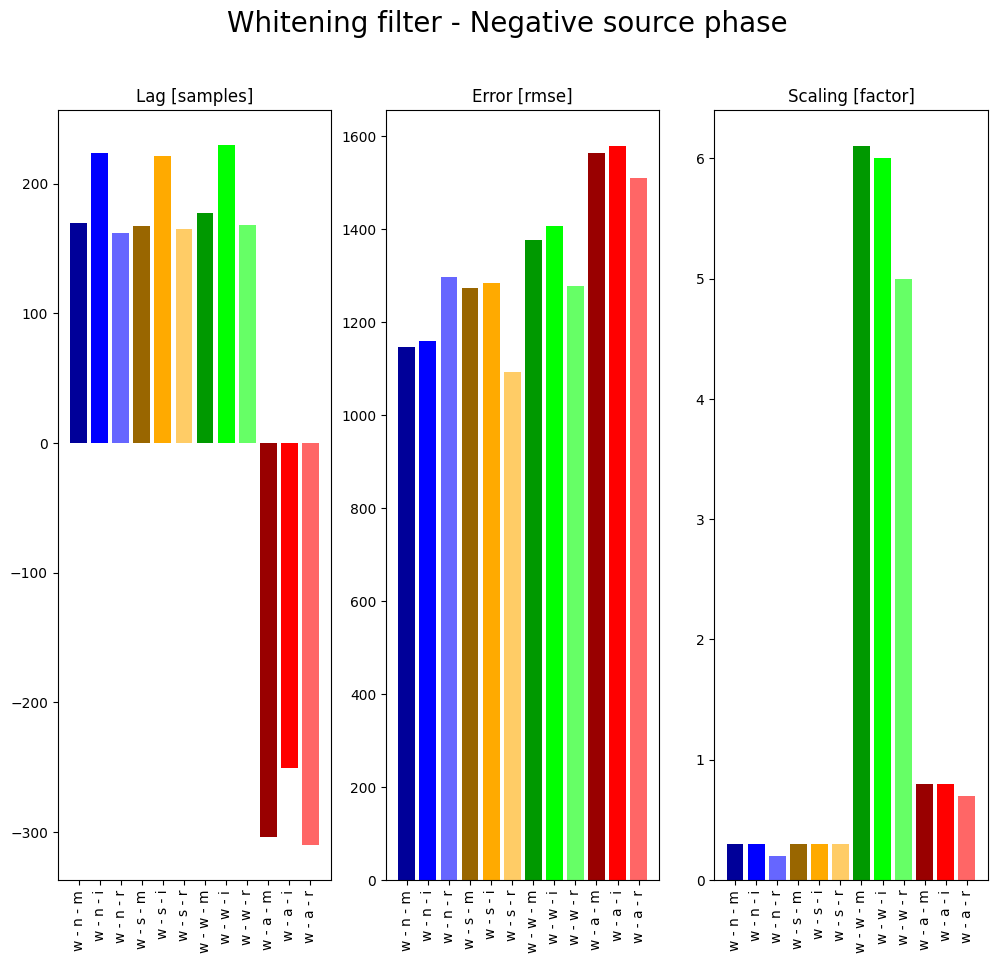 Whitening filter - Negative source phase
Lag [samples]
200
100
0
−100
−200
−300
w - n - m
w - n - i
w - n - r
w - s - m
w - s - i
w - s - r
w - w - m
w - w - i
w - w - r
w - a - m
w - a - i
w - a - r
Error [rmse]
1600
1400
1200
1000
800
600
400
200
0
w - n - m
w - n - i
w - n - r
w - s - m
w - s - i
w - s - r
w - w - m
w - w - i
w - w - r
w - a - m
w - a - i
w - a - r
Scaling [factor]
6
5
4
3
2
1
0
w - n - m
w - n - i
w - n - r
w - s - m
w - s - i
w - s - r
w - w - m
w - w - i
w - w - r
w - a - m
w - a - i
w - a - r